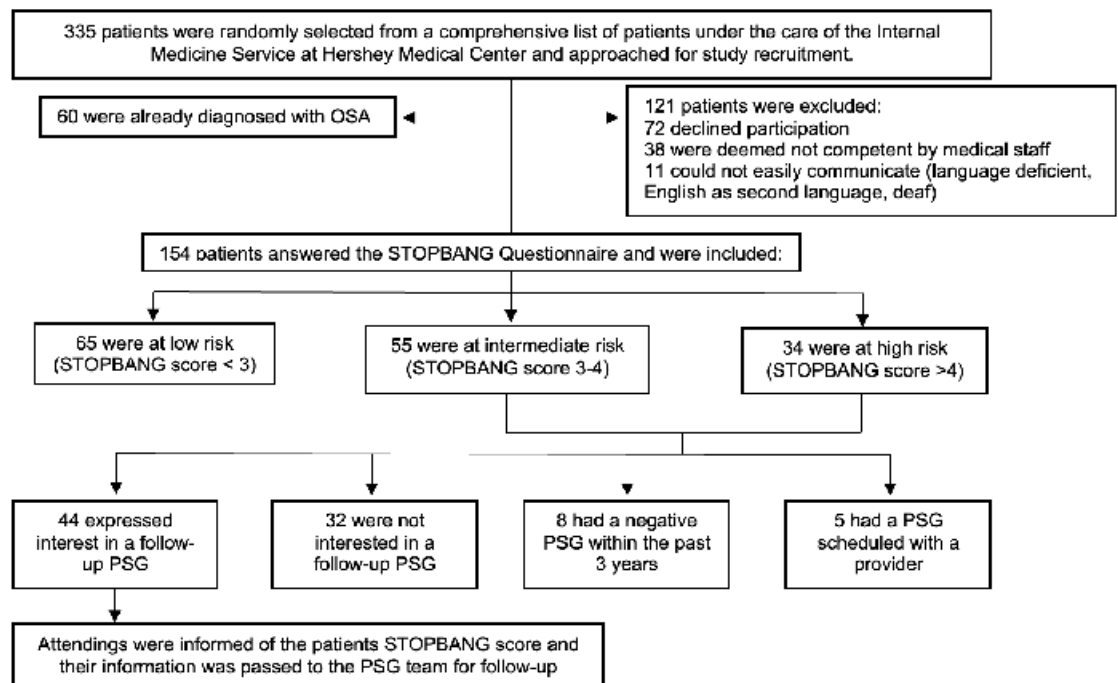 335 patients were randomly selected from a comprehensive list of patients under the care of the Internal
Medicine Service at Hershey Medical Center and approached for study recruitment.
60 were already diagnosed with OSA
121 patients were excluded:
72 declined participation
38 were deemed not competent by medical staff
11 could not easily communicate (language deficient,
English as second language, deaf)
154 patients answered the STOPBANG Questionnaire and were included:
65 were at low risk
(STOPBANG score < 3)
55 were at intermediate risk
(STOPBANG score 3-4)
34 were at high risk
(STOPBANG score >4)
44 expressed
interest in a follow-
up PSG
32 were not
interested in a
follow-up PSG
8 had a negative
PSG within the past
3 years
5 had a PSG
scheduled with a
provider
Attendings were informed of the patients STOPBANG score and
their information was passed to the PSG team for follow-up